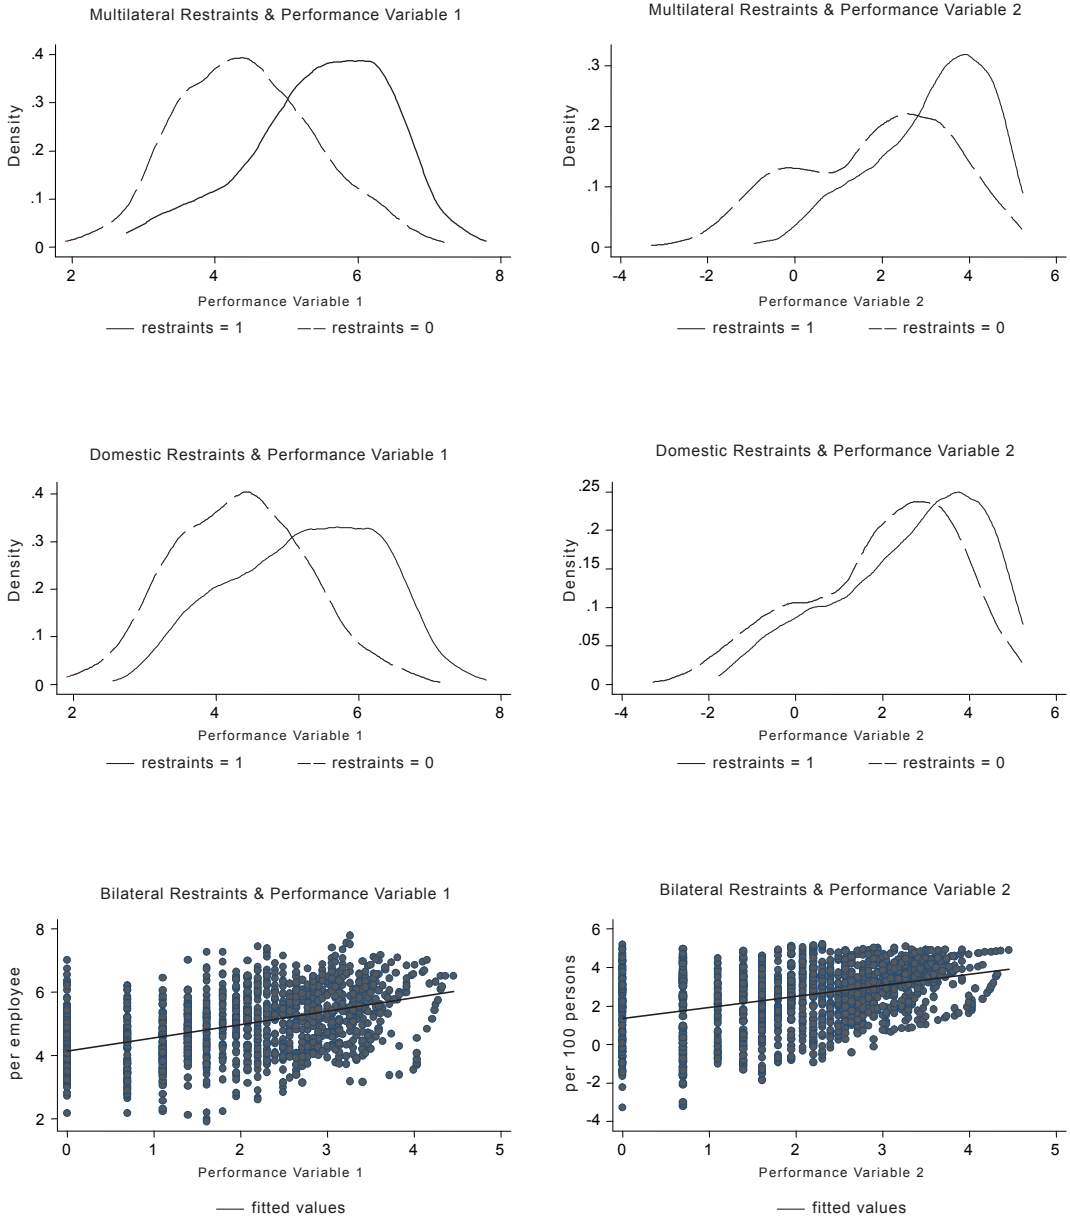 Multilateral Restraints & Performance Variable 1
.4
.3
.2
.1
0
Density
2 4 6 8
Performance Variable 1
restraints = 1 restraints = 0
Multilateral Restraints & Performance Variable 2
.3
.2
.1
0
Density
-4 -2 0 2 4 6
Performance Variable 2
restraints = 1 restraints = 0
Domestic Restraints & Performance Variable 1
.4
.3
.2
.1
0
Density
2 4 6 8
Performance Variable 1
restraints = 1 restraints = 0
Domestic Restraints & Performance Variable 2
.25
.2
.15
.1
.05
0
Density
-4 -2 0 2 4 6
Performance Variable 2
restraints = 1 restraints = 0
Bilateral Restraints & Performance Variable 1
8
6
4
2
per employee
0 1 2 3 4 5
Performance Variable 1
fitted values
Bilateral Restraints & Performance Variable 2
6
4
2
0
-2
-4
per 100 persons
0 1 2 3 4 5
Performance Variable 2
fitted values